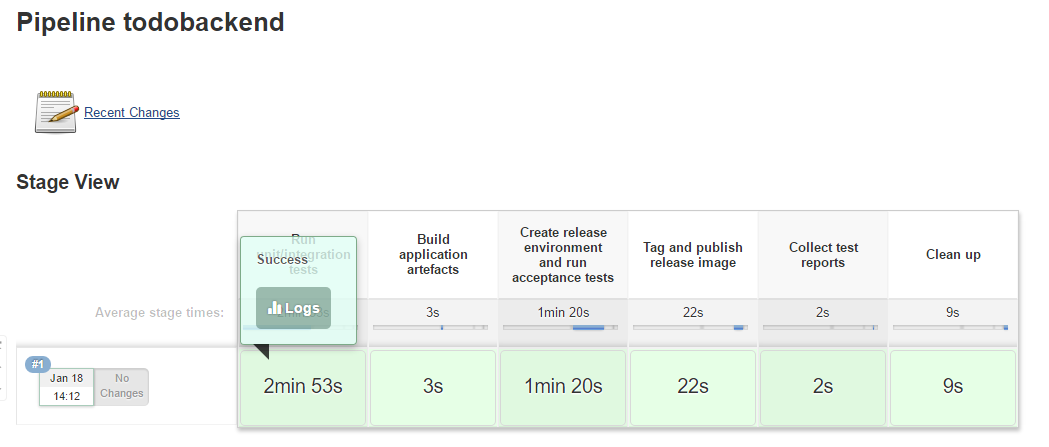 Pipeline todobackend
Recent Changes
Stage View
Run
unit/integration
tests
Build
application
artefacts
Create release
environment
and run
acceptance tests
Tag and publish
release image
Collect test
reports
Clean up
Success
Logs
Average stage times:
3s
1min 20s
22s
2s
9s
#1
Jan 18
14:12
No
Changes
2min 53s
3s
1min 20s
22s
2s
9s